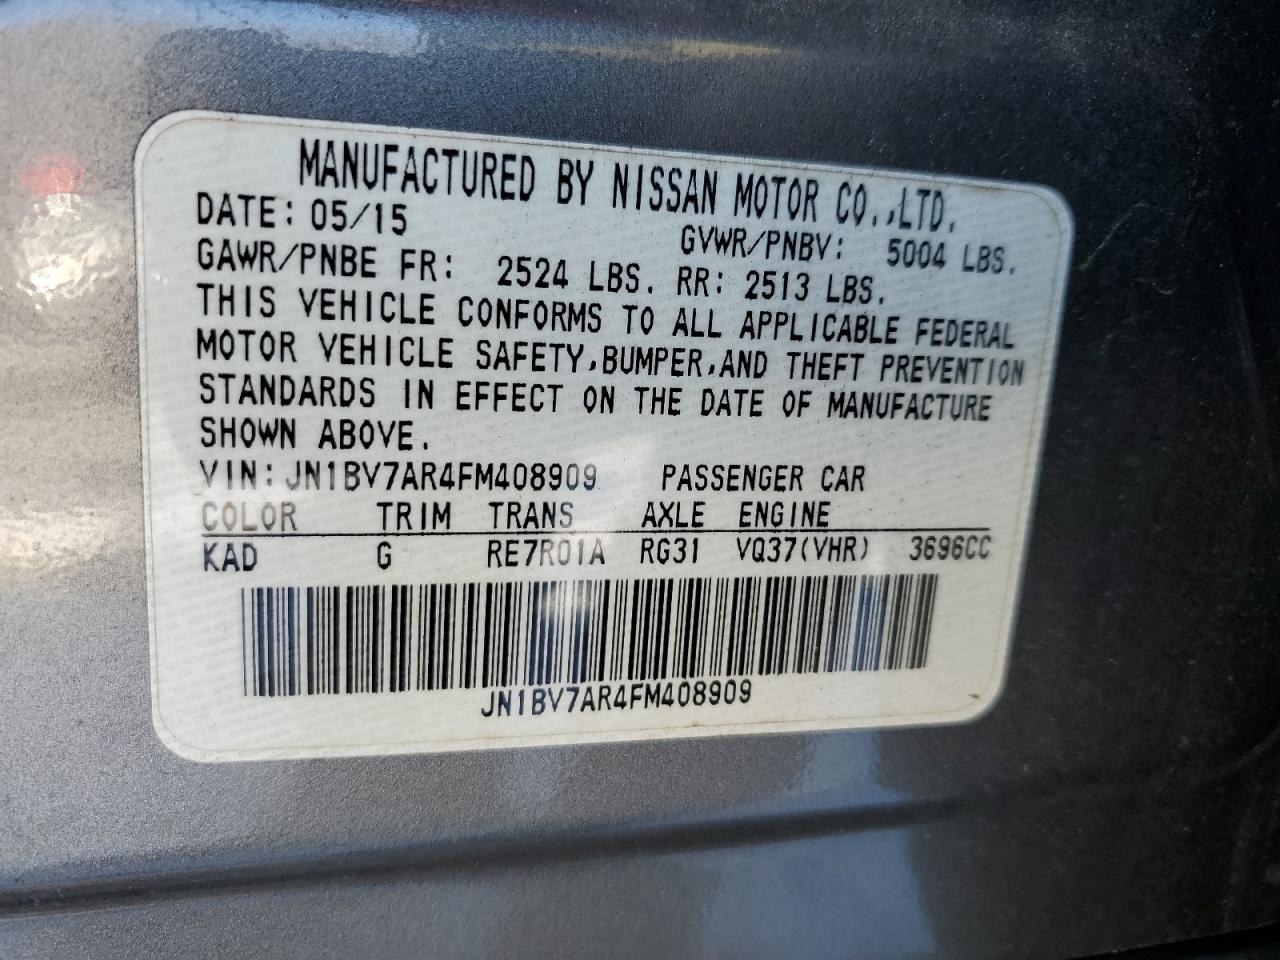 MANUFACTURED BY NISSAN MOTOR CO.,LTD.
DATE: 05/15 GVWR/PNBV: 5004 LBS.
GAWR/PNBE FR: 2524 LBS. RR: 2513 LBS.
THIS VEHICLE CONFORMS TO ALL APPLICABLE FEDERAL
MOTOR VEHICLE SAFETY,BUMPER,AND THEFT PREVENTION
STANDARDS IN EFFECT ON THE DATE OF MANUFACTURE
SHOWN ABOVE.
VIN: JN1BV7AR4FM408909 PASSENGER CAR
COLOR TRIM TRANS AXLE ENGINE
KAD G RE7R01A RG31 VQ37(VHR) 3696CC
JN1BV7AR4FM408909